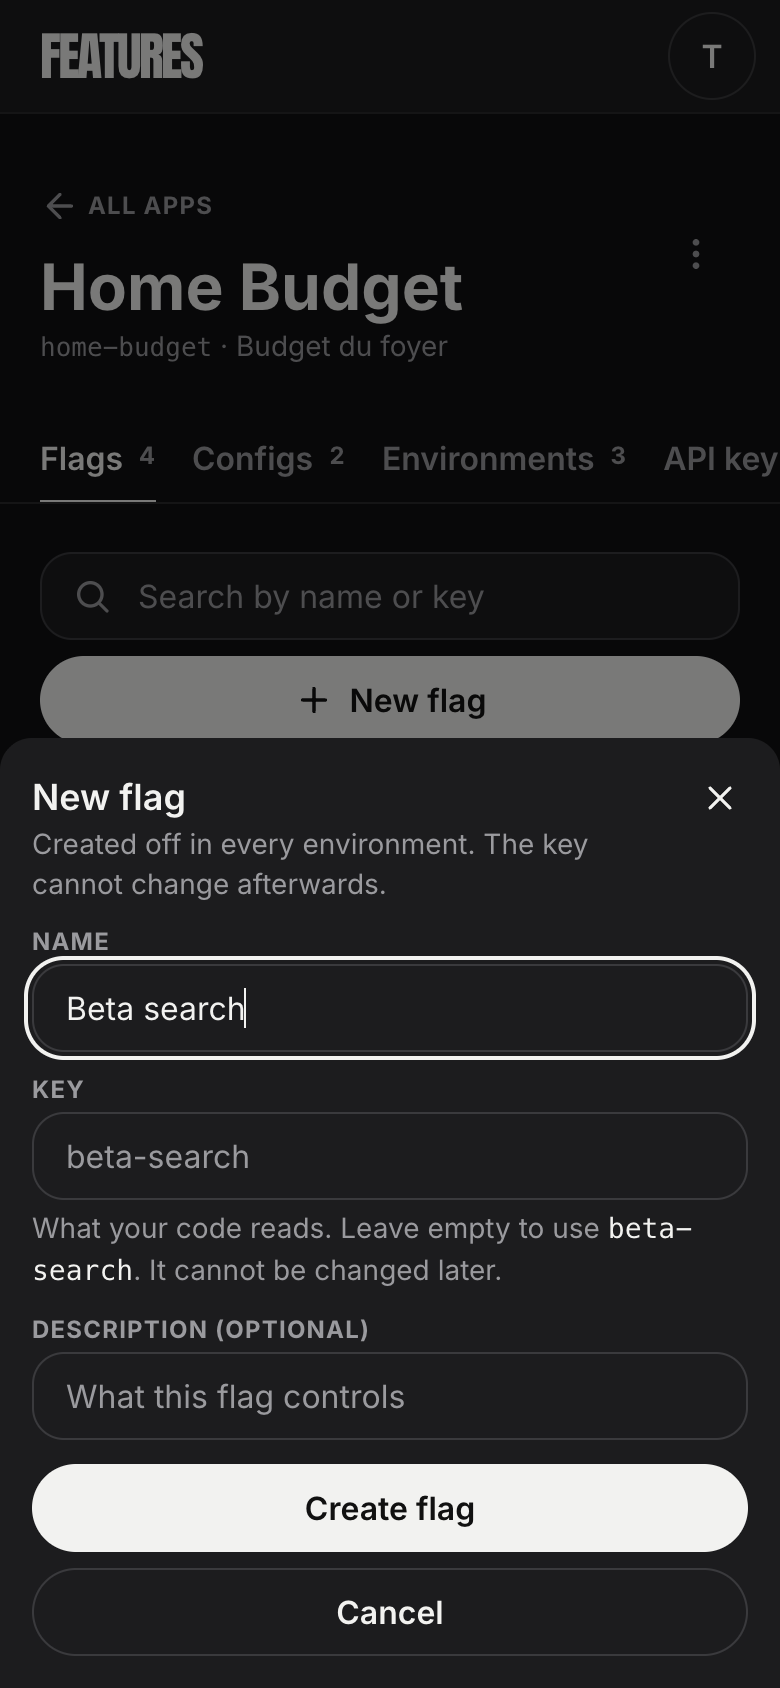 FEATURES
T
ALL APPS
Home Budget
home-budget · Budget du foyer
Flags 4 Configs 2 Environments 3 API key
Search by name or key
New flag
New flag
Created off in every environment. The key
cannot change afterwards.
NAME
Beta search
KEY
beta-search
What your code reads. Leave empty to use beta-
search. It cannot be changed later.
DESCRIPTION (OPTIONAL)
What this flag controls
Create flag
Cancel